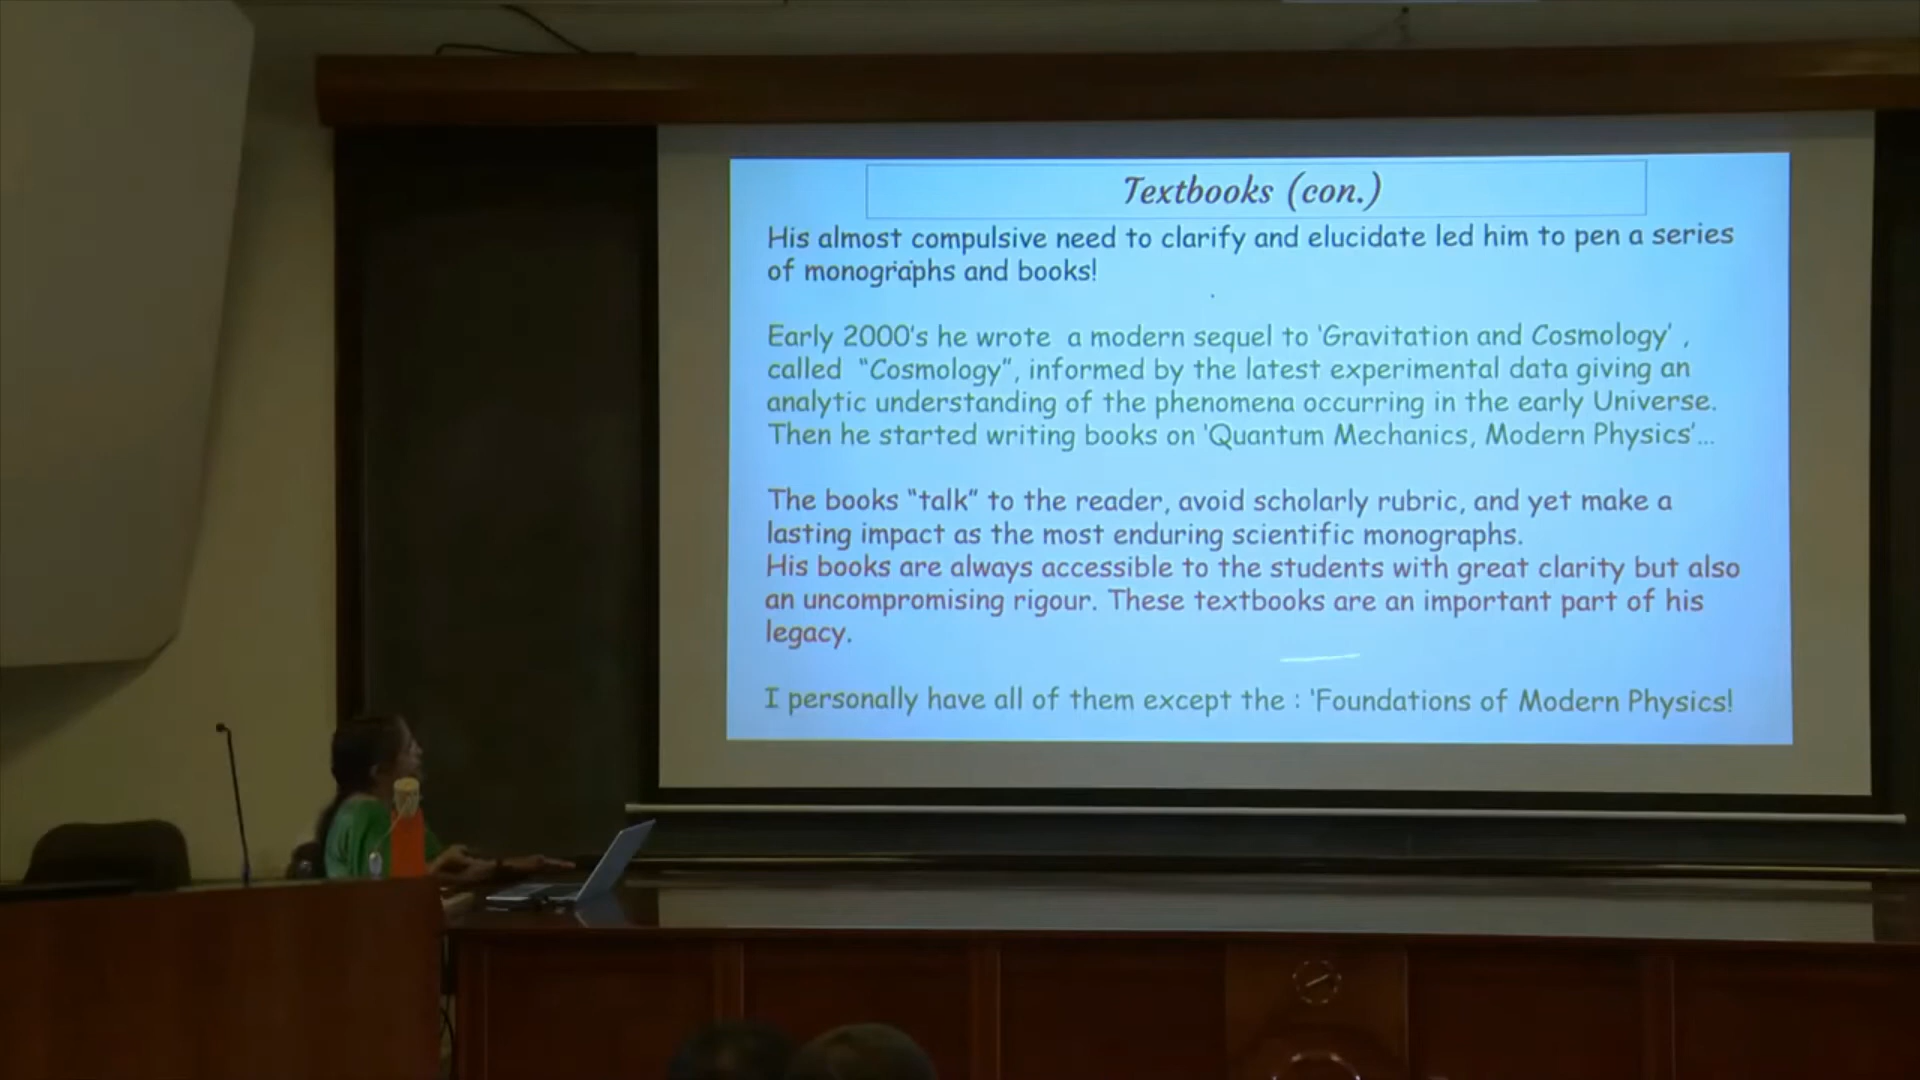 Textbooks (con.)
His almost compulsive need to clarify and elucidate led him to pen a series
of monographs and books!
Early 2000's he wrote a modern sequel to 'Gravitation and Cosmology',
called "Cosmology", informed by the latest experimental data giving an
analytic understanding of the phenomena occurring in the early Universe.
Then he started writing books on 'Quantum Mechanics, Modern Physics'...
The books "talk" to the reader, avoid scholarly rubric, and yet make a
lasting impact as the most enduring scientific monographs.
His books are always accessible to the students with great clarity but also
an uncompromising rigour. These textbooks are an important part of his
legacy.
I personally have all of them except the : 'Foundations of Modern Physics!